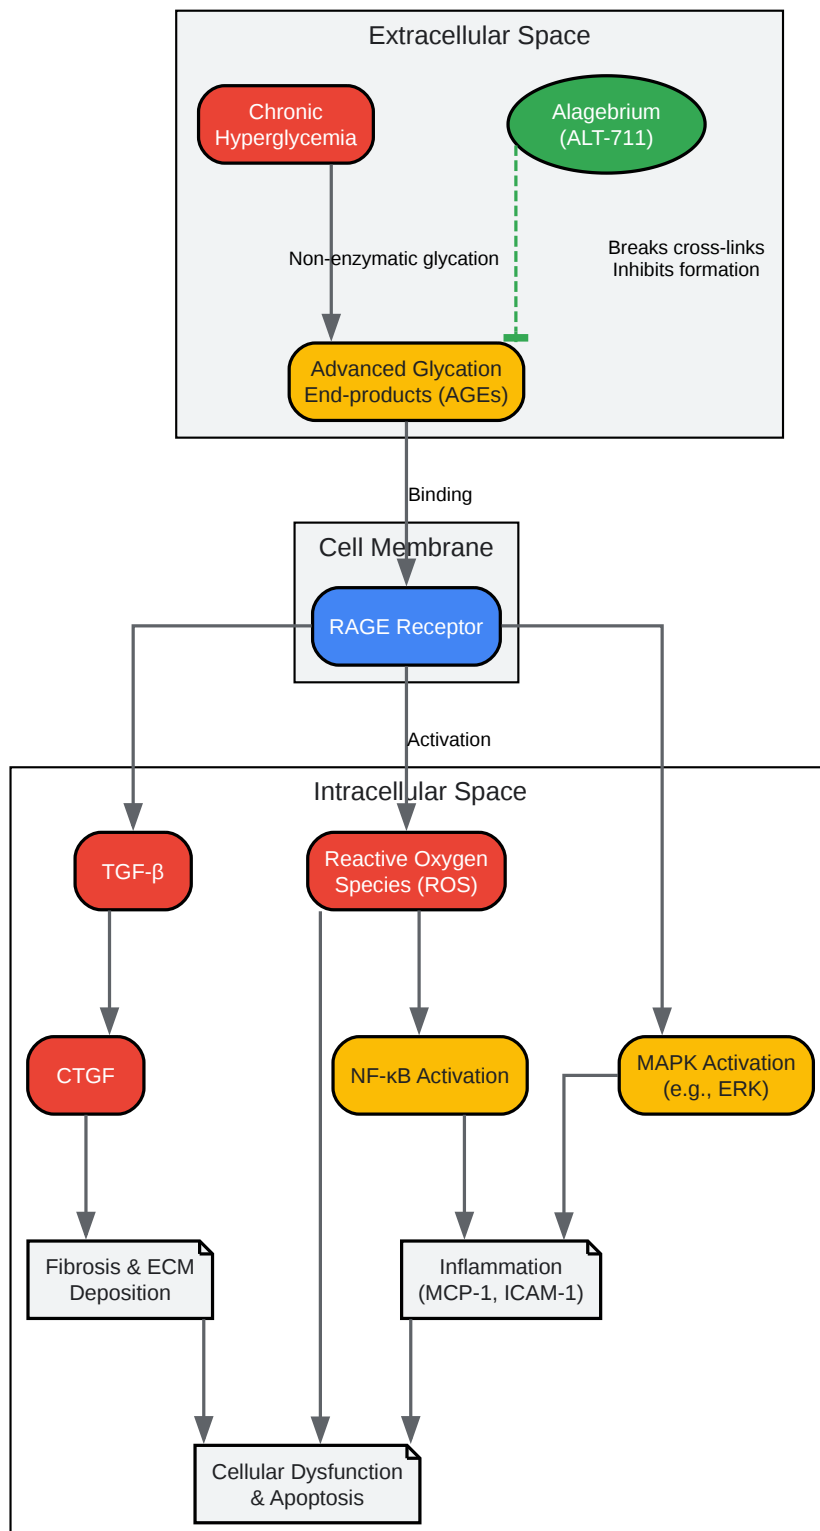 Extracellular Space
Chronic
Hyperglycemia
Alagebrium
(ALT-711)
Non-enzymatic glycation
Breaks cross-links
Inhibits formation
Advanced Glycation
End-products (AGEs)
Binding
Cell Membrane
RAGE Receptor
Activation
Intracellular Space
TGF-β
Reactive Oxygen
Species (ROS)
CTGF
NF-κB Activation
MAPK Activation
(e.g., ERK)
Fibrosis & ECM
Deposition
Inflammation
(MCP-1, ICAM-1)
Cellular Dysfunction
& Apoptosis